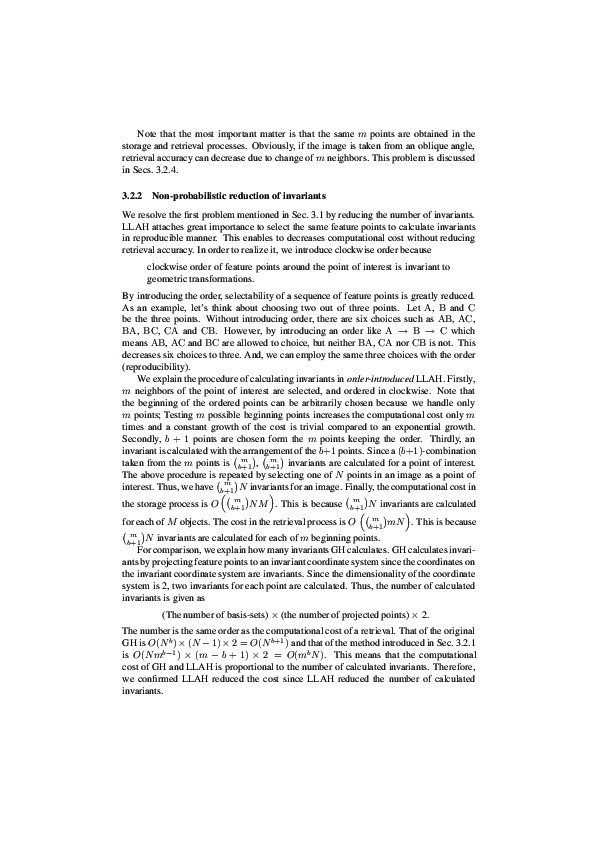 Note that the most important matter is that the same m points are obtained in the
storage and retrieval processes. Obviously, if the image is taken from an oblique angle,
retrieval accuracy can decrease due to change of m neighbors. This problem is discussed
in Secs. 3.2.4.
3.2.2 Non-probabilistic reduction of invariants
We resolve the first problem mentioned in Sec. 3.1 by reducing the number of invariants.
LLAH attaches great importance to select the same feature points to calculate invariants
in reproducible manner. This enables to decreases computational cost without reducing
retrieval accuracy. In order to realize it, we introduce clockwise order because
clockwise order of feature points around the point of interest is invariant to
geometric transformations.
By introducing the order, selectability of a sequence of feature points is greatly reduced.
As an example, let's think about choosing two out of three points. Let A, B and C
be the three points. Without introducing order, there are six choices such as AB, AC,
BA, BC, CA and CB. However, by introducing an order like A → B → C which
means AB, AC and BC are allowed to choice, but neither BA, CA nor CB is not. This
decreases six choices to three. And, we can employ the same three choices with the order
(reproducibility).
We explain the procedure of calculating invariants in order-introduced LLAH. Firstly,
m neighbors of the point of interest are selected, and ordered in clockwise. Note that
the beginning of the ordered points can be arbitrarily chosen because we handle only
m points; Testing m possible beginning points increases the computational cost only m
times and a constant growth of the cost is trivial compared to an exponential growth.
Secondly, b + 1 points are chosen form the m points keeping the order. Thirdly, an
invariant is calculated with the arrangement of the b+1 points. Since a (b+1)-combination
taken from the m points is (m b+1), (m b+1) invariants are calculated for a point of interest.
The above procedure is repeated by selecting one of N points in an image as a point of
interest. Thus, we have (m b+1) N invariants for an image. Finally, the computational cost in
the storage process is O ((m b+1)NM). This is because (m b+1)N invariants are calculated
for each of M objects. The cost in the retrieval process is O ((m b+1)mN). This is because
(m b+1)N invariants are calculated for each of m beginning points.
For comparison, we explain how many invariants GH calculates. GH calculates invari-
ants by projecting feature points to an invariant coordinate system since the coordinates on
the invariant coordinate system are invariants. Since the dimensionality of the coordinate
system is 2, two invariants for each point are calculated. Thus, the number of calculated
invariants is given as
(The number of basis-sets) × (the number of projected points) × 2.
The number is the same order as the computational cost of a retrieval. That of the original
GH is O(N^b) × (N − 1) × 2 = O(N^{b+1}) and that of the method introduced in Sec. 3.2.1
is O(Nm^{b−1}) × (m − b + 1) × 2 = O(m^b N). This means that the computational
cost of GH and LLAH is proportional to the number of calculated invariants. Therefore,
we confirmed LLAH reduced the cost since LLAH reduced the number of calculated
invariants.